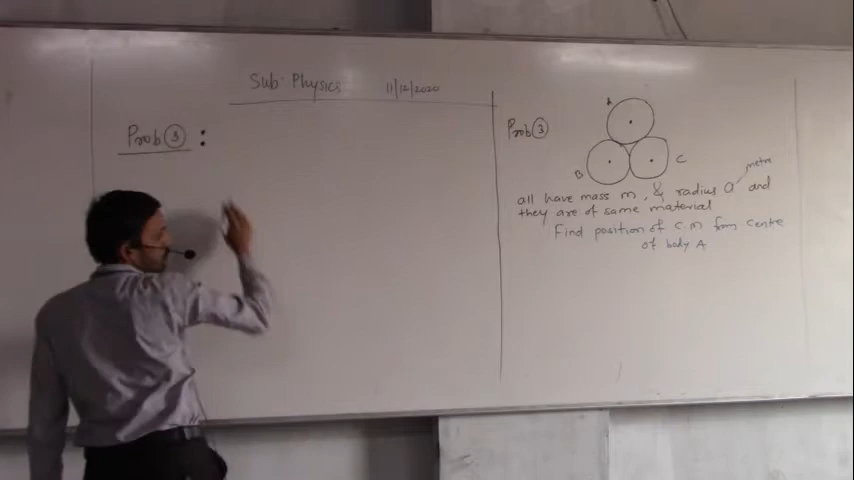 Sub: Physics 11/12/2020
Prob ③ :
Prob ③
A
B
C
metre
all have mass m, & radius a and
they are of same material
Find position of C.M from centre
of body A